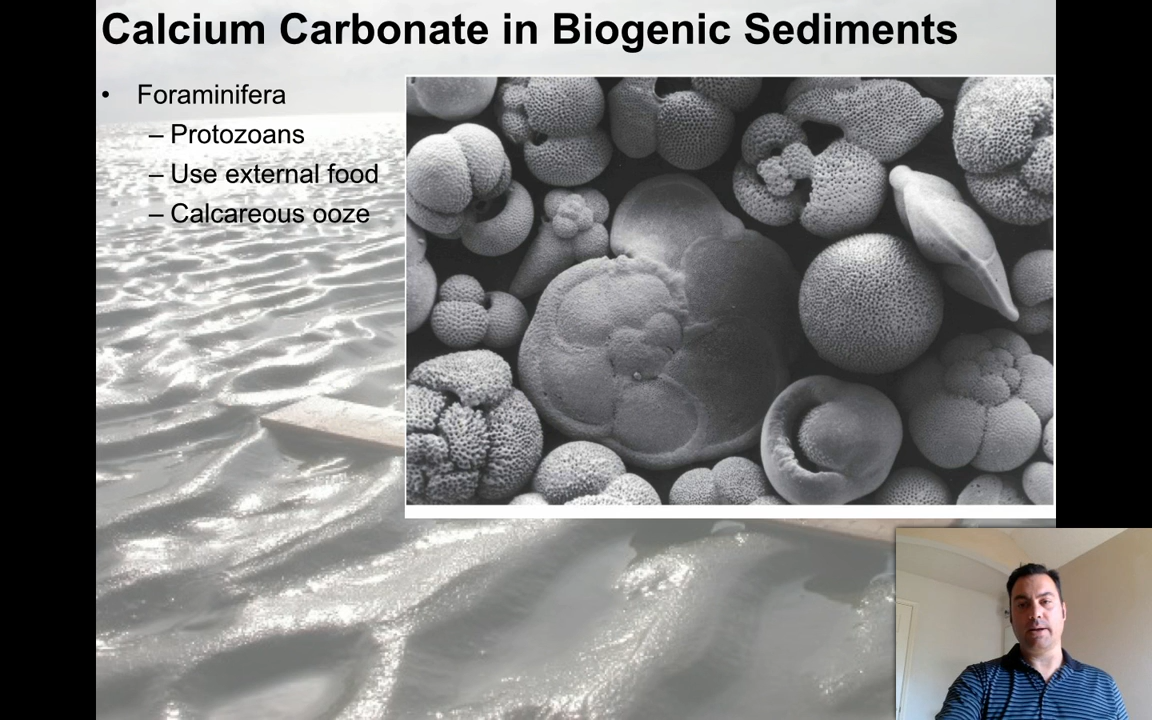 Calcium Carbonate in Biogenic Sediments
• Foraminifera
– Protozoans
– Use external food
– Calcareous ooze